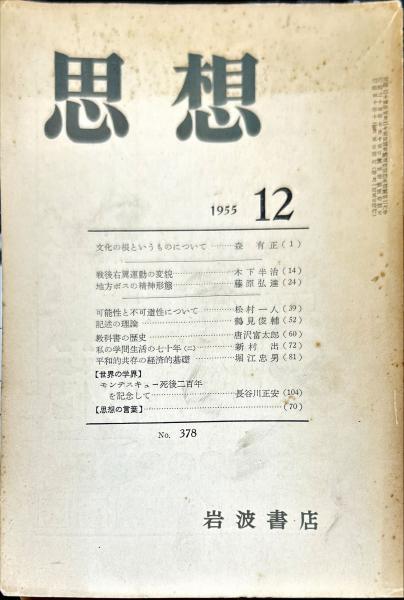 思想
1955 12
文化の根というものについて………森 有正(1)
戦後右翼運動の変貌………木下半治(14)
地方ボスの精神形態………藤原弘達(24)
可能性と不可避性について………松村一人(39)
記述の理論………鶴見俊輔(52)
教科書の歴史………唐沢富太郎(60)
私の学問生活の七十年(二)………新村 出(72)
平和的共存の経済的基礎………堀江忠男(81)
【世界の学界】
モンテスキュー死後二百年
を記念して………長谷川正安(104)
【思想の言葉】………(70)
No. 378
岩波書店